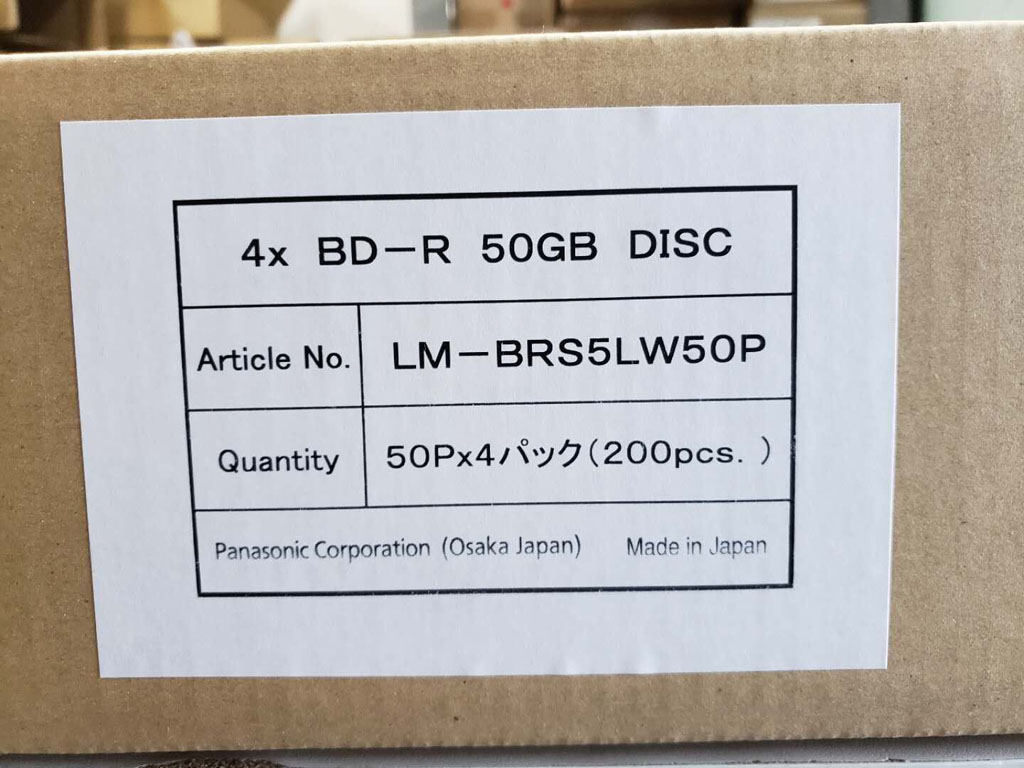 4x BD－R 50GB DISC
Article No. LM－BRS5LW50P
Quantity 50Px4パック(200pcs. )
Panasonic Corporation (Osaka Japan) Made in Japan